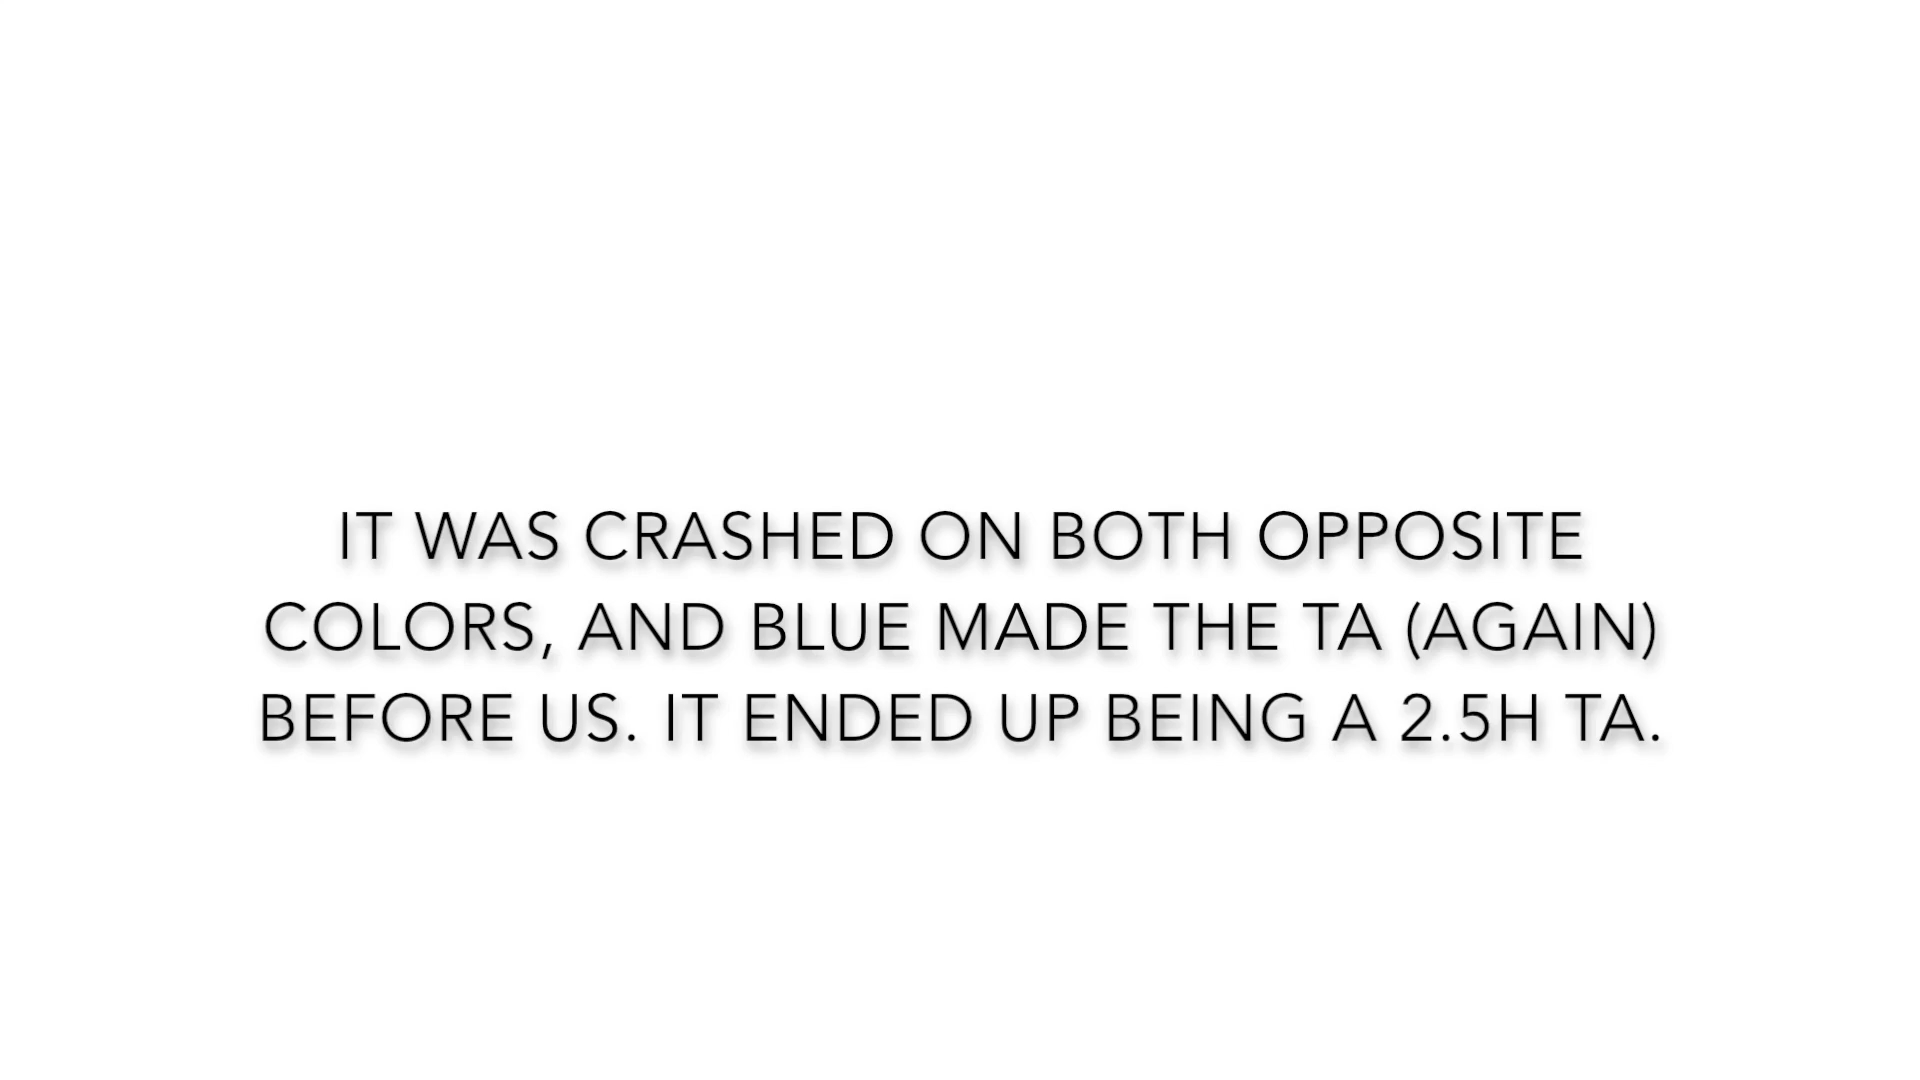 IT WAS CRASHED ON BOTH OPPOSITE
COLORS, AND BLUE MADE THE TA (AGAIN)
BEFORE US. IT ENDED UP BEING A 2.5H TA.